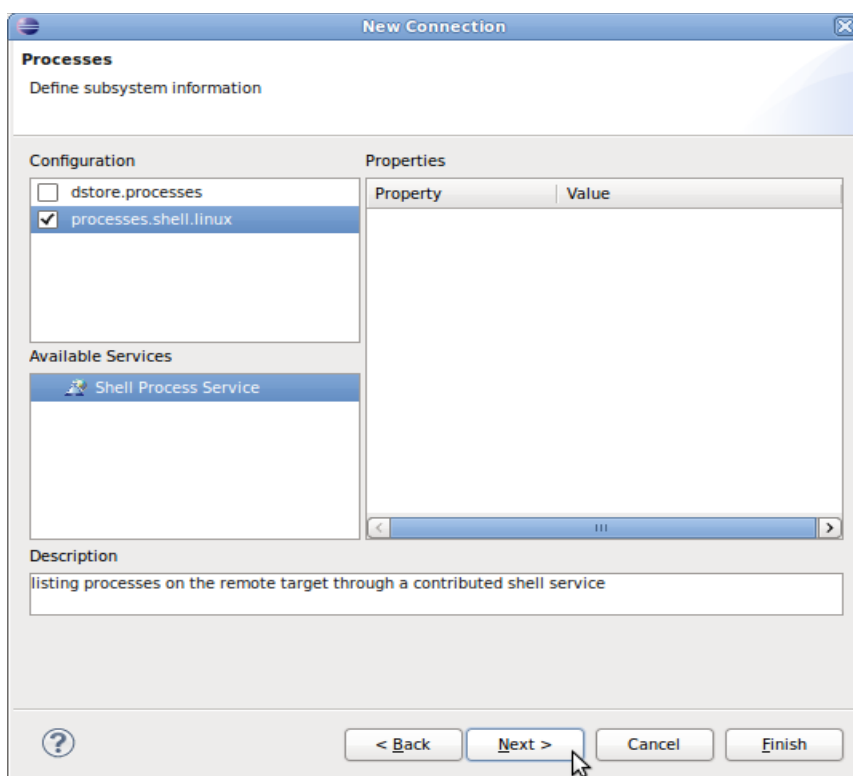 New Connection
Processes
Define subsystem information
Configuration
dstore.processes
processes.shell.linux
Available Services
Shell Process Service
Properties
Property Value
Description
listing processes on the remote target through a contributed shell service
< Back Next > Cancel Finish